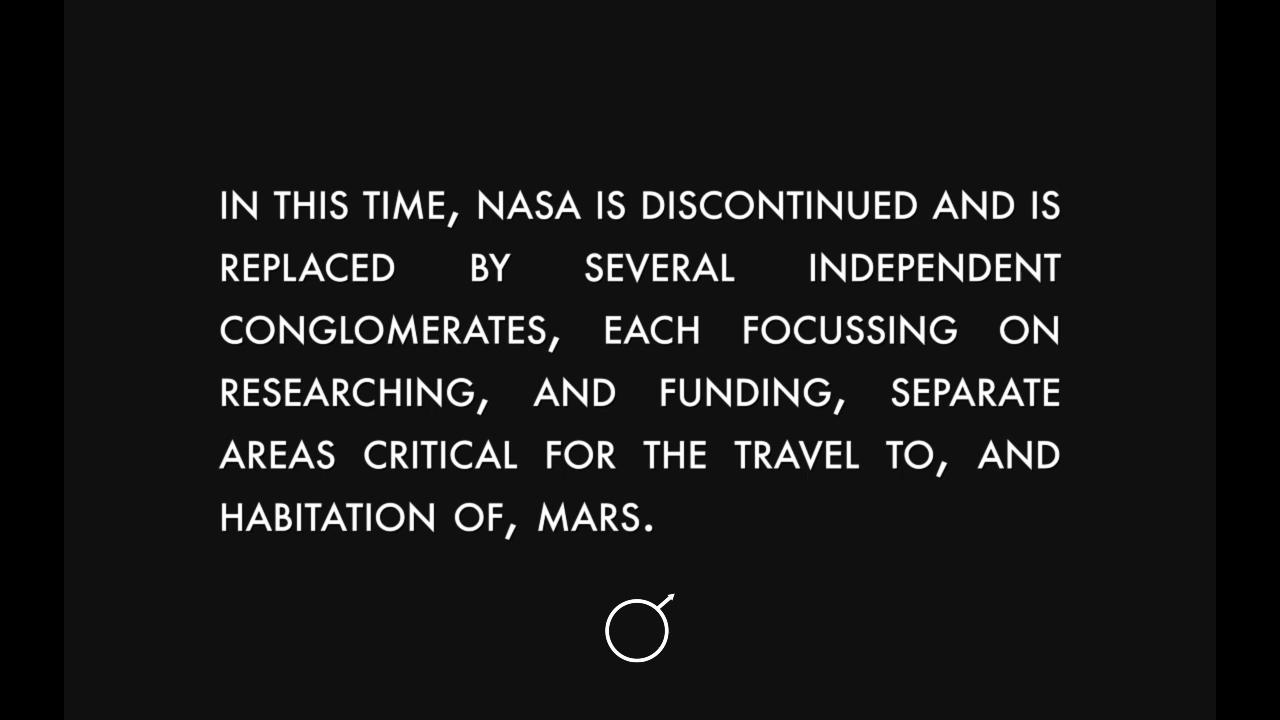 IN THIS TIME, NASA IS DISCONTINUED AND IS
REPLACED BY SEVERAL INDEPENDENT
CONGLOMERATES, EACH FOCUSSING ON
RESEARCHING, AND FUNDING, SEPARATE
AREAS CRITICAL FOR THE TRAVEL TO, AND
HABITATION OF, MARS.